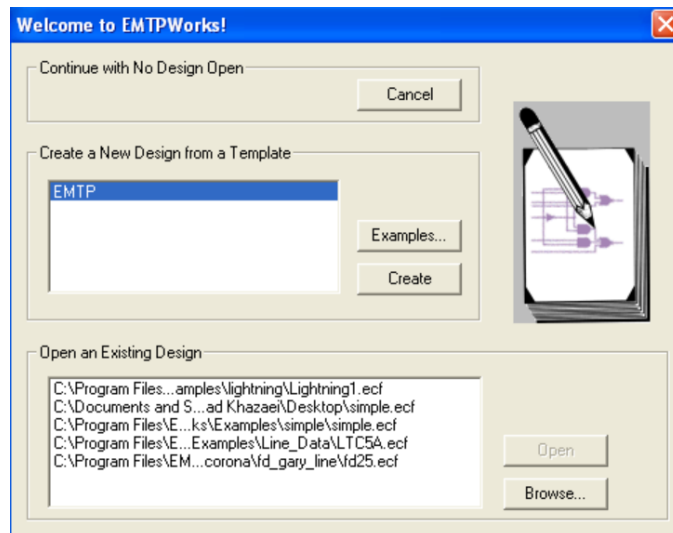 Welcome to EMTPWorks!
Continue with No Design Open
Cancel
Create a New Design from a Template
EMTP
Examples...
Create
Open an Existing Design
C:\Program Files...amples\lightning\Lightning1.ecf
C:\Documents and S...ad Khazaei\Desktop\simple.ecf
C:\Program Files\E...ks\Examples\simple\simple.ecf
C:\Program Files\E...Examples\Line_Data\LTC5A.ecf
C:\Program Files\EM...corona\fd_gary_line\fd25.ecf
Open
Browse...